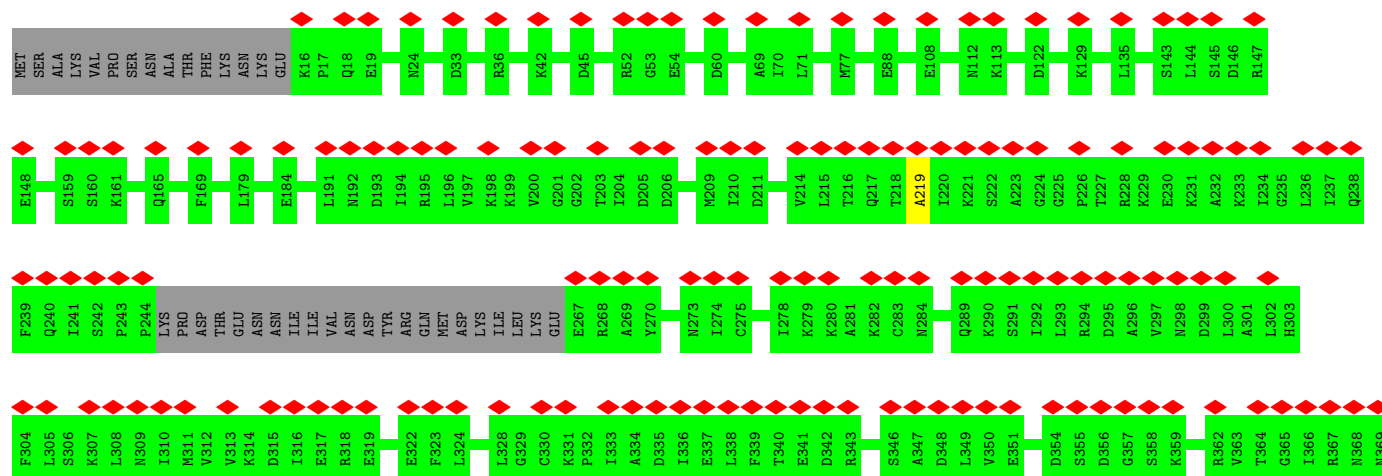 MET SER ALA LYS VAL PRO SER ASN ALA THR PHE LYS ASN LYS GLU K16 P17 Q18 E19 N24 D33 R36 K42 D45 R52 G53 E54 D60 A69 I70 L71 M77 E88 E108 N112 K113 D122 K129 L135 S143 L144 S145 D146 R147
E148 S159 S160 K161 Q165 F169 L179 E184 L191 N192 D193 I194 R195 L196 V197 K198 K199 V200 G201 G202 T203 I204 D205 D206 M209 I210 D211 V214 L215 T216 Q217 T218 A219 I220 K221 S222 A223 G224 G225 P226 T227 R228 K229 E230 K231 A232 K233 I234 G235 L236 I237 Q238
F239 Q240 I241 S242 P243 P244 LYS PRO ASP THR GLU ASN ASN ILE ILE VAL ASN ASP TYR ARG GLN MET ASP LYS ILE LEU LYS GLU E267 R268 A269 Y270 N273 I274 C275 I278 K279 K280 A281 K282 C283 N284 Q289 K290 S291 I292 L293 R294 D295 A296 V297 N298 D299 L300 A301 L302 H303
F304 L305 S306 K307 L308 N309 I310 M311 V312 V313 K314 D315 I316 E317 R318 E319 E322 F323 L324 L328 G329 C330 K331 P332 I333 A334 D335 I336 E337 L338 F339 T340 E341 D342 R343 S346 A347 D348 L349 V350 E351 D354 S355 D356 G357 S358 K359 R362 V363 T364 G365 I366 R367 N368 N369